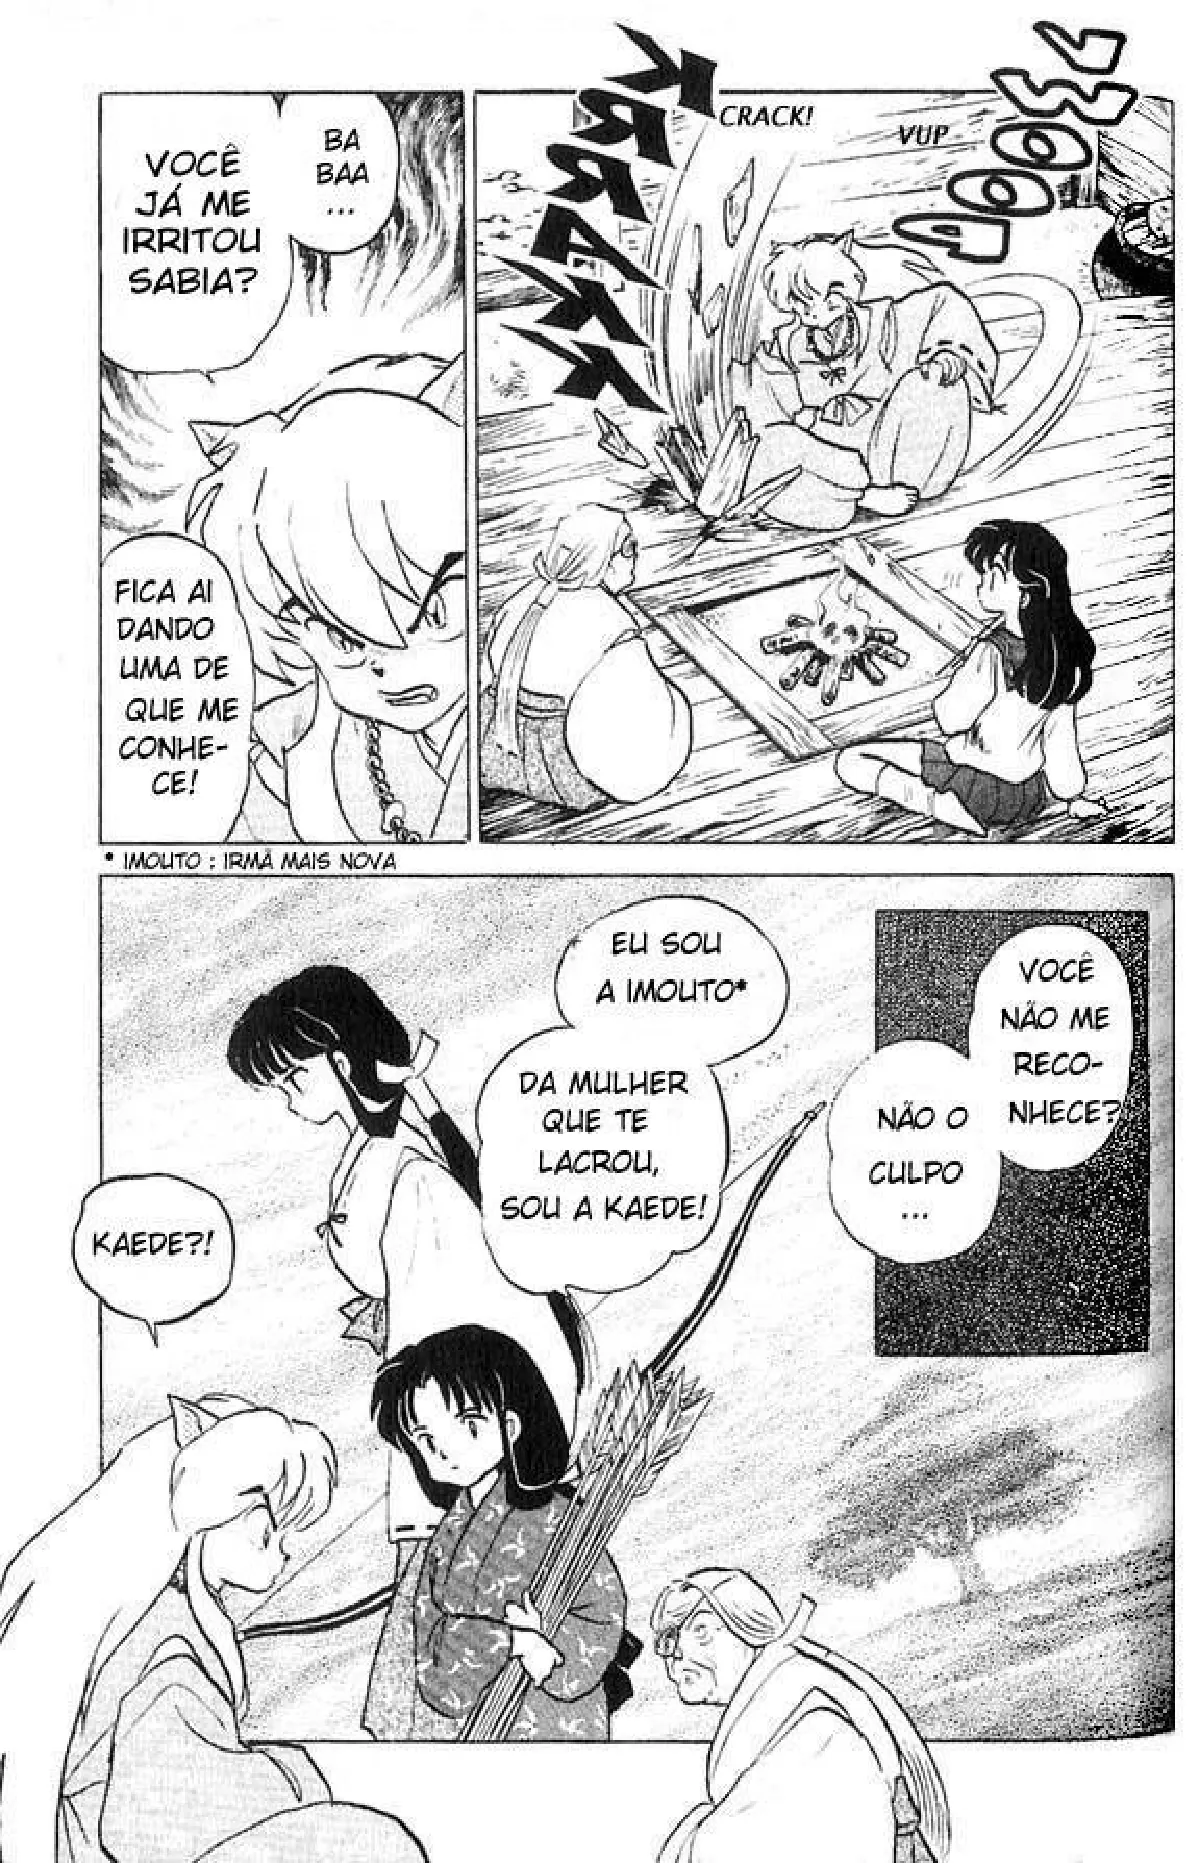 KRRAKK
CRACK!
VUP
BA
BAA
...
VOCÊ
JÁ ME
IRRITOU
SABIA?
FICA AI
DANDO
UMA DE
QUE ME
CONHE-
CE!
* IMOUTO : IRMÃ MAIS NOVA
VOCÊ
NÃO ME
RECO-
NHECE?
NÃO O
CULPO
...
EU SOU
A IMOUTO*
DA MULHER
QUE TE
LACROU,
SOU A KAEDE!
KAEDE?!